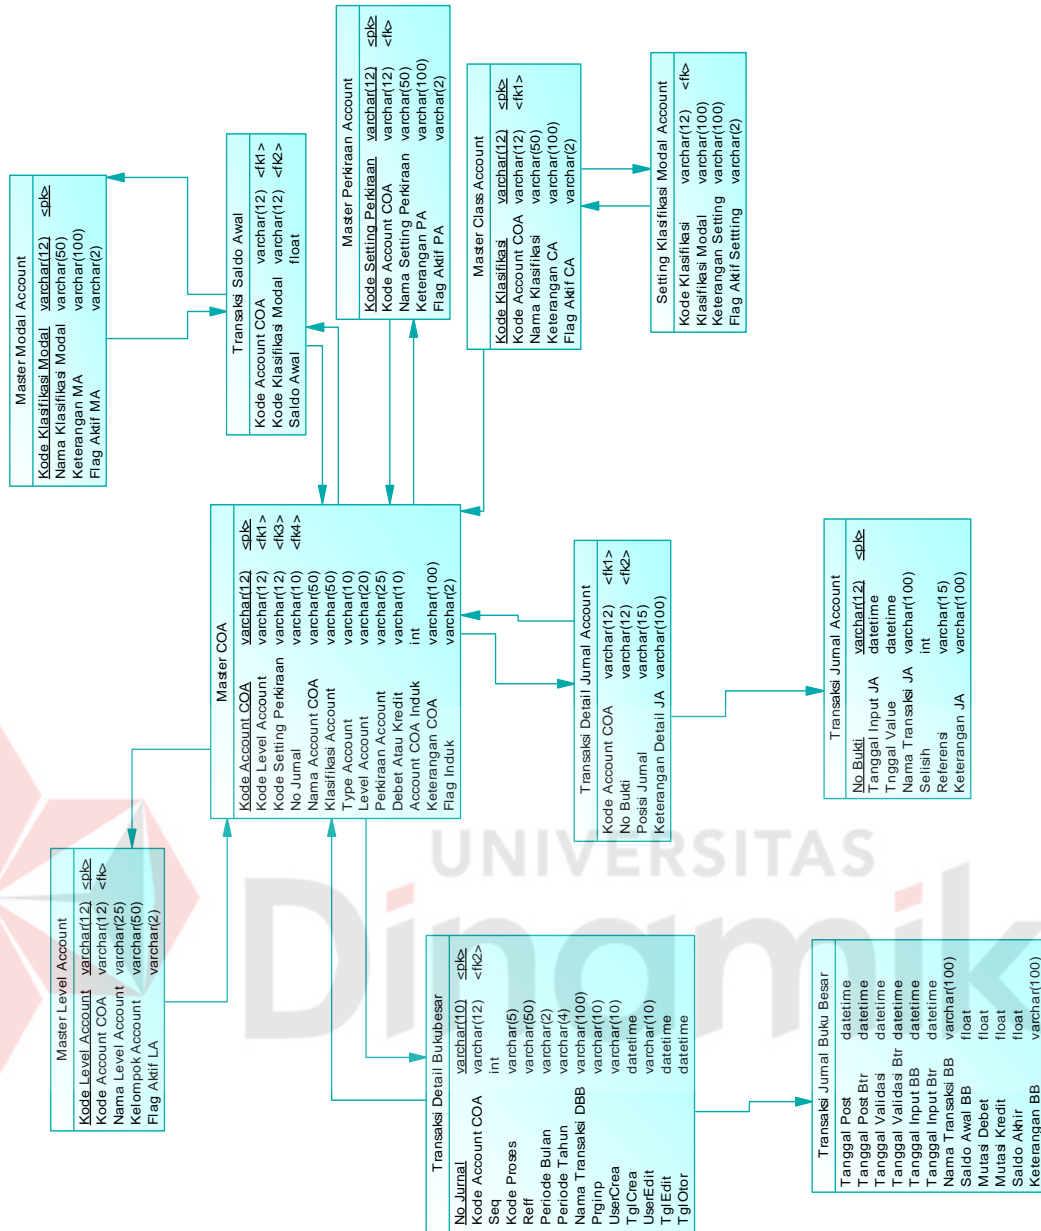 Master Modal Account
Kode Klasifikasi Modal varchar(12) <pk>
Nama Klasifikasi Modal varchar(50)
Keterangan MA varchar(100)
Flag Aktif MA varchar(2)
Transaksi Saldo Awal
Kode Account COA varchar(12) <fk1>
Kode Klasifikasi Modal varchar(12) <fk2>
Saldo Awal float
Master Perkiraan Account
Kode Setting Perkiraan varchar(12) <pk>
Kode Account COA varchar(12) <fk>
Nama Setting Perkiraan varchar(50)
Keterangan PA varchar(100)
Flag Aktif PA varchar(2)
Master Class Account
Kode Klasifikasi varchar(12) <pk>
Kode Account COA varchar(12) <fk1>
Nama Klasifikasi varchar(50)
Keterangan CA varchar(100)
Flag Aktif CA varchar(2)
Setting Klasifikasi Modal Account
Kode Klasifikasi varchar(12) <fk>
Klasifikasi Modal varchar(100)
Keterangan Setting varchar(100)
Flag Aktif Settting varchar(2)
Master COA
Kode Account COA varchar(12) <pk>
Kode Level Account varchar(12) <fk1>
Kode Setting Perkiraan varchar(12) <fk3>
No Jurnal varchar(10) <fk4>
Nama Account COA varchar(50)
Klasifikasi Account varchar(50)
Type Account varchar(10)
Level Account varchar(20)
Perkiraan Account varchar(25)
Debet Atau Kredit varchar(10)
Account COA Induk int
Keterangan COA varchar(100)
Flag Induk varchar(2)
Transaksi Detail Jurnal Account
Kode Account COA varchar(12) <fk1>
No Bukti varchar(12) <fk2>
Posisi Jurnal varchar(15)
Keterangan Detail JA varchar(100)
Transaksi Jurnal Account
No Bukti varchar(12) <pk>
Tanggal Input JA datetime
Tnggal Value datetime
Nama Transaksi JA varchar(100)
Selisih int
Referensi varchar(15)
Keterangan JA varchar(100)
Master Level Account
Kode Level Account varchar(12) <pk>
Kode Account COA varchar(12) <fk>
Nama Level Account varchar(25)
Kelompok Account varchar(50)
Flag Aktif LA varchar(2)
Transaksi Detail Bukubesar
No Jurnal varchar(10) <pk>
Kode Account COA varchar(12) <fk2>
Seq int
Kode Proses varchar(5)
Reff varchar(50)
Periode Bulan varchar(2)
Periode Tahun varchar(4)
Nama Transaksi DBB varchar(100)
Prginp varchar(10)
UserCrea varchar(10)
TglCrea datetime
UserEdit varchar(10)
TglEdit datetime
TglOtor datetime
Transaksi Jurnal Buku Besar
Tanggal Post datetime
Tanggal Post Btr datetime
Tanggal Validasi datetime
Tanggal Validasi Btr datetime
Tanggal Input BB datetime
Tanggal Input Btr datetime
Nama Transaksi BB varchar(100)
Saldo Awal BB float
Mutasi Debet float
Mutasi Kredit float
Saldo Akhir float
Keterangan BB varchar(100)
UNIVERSITAS
Dinamik